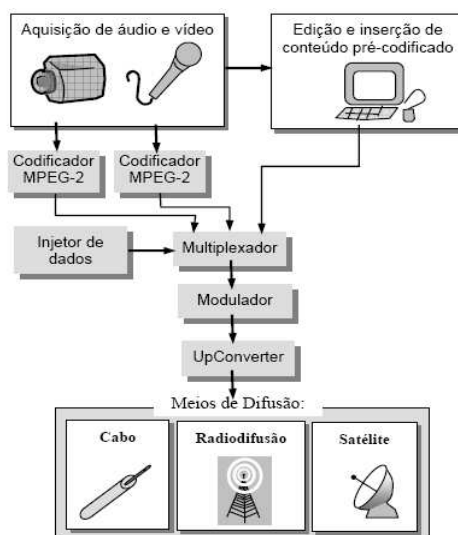 Aquisição de áudio e vídeo
Edição e inserção de
conteúdo pré-codificado
Codificador
MPEG-2
Codificador
MPEG-2
Injetor de
dados
Multiplexador
Modulador
UpConverter
Meios de Difusão:
Cabo
Radiodifusão
Satélite